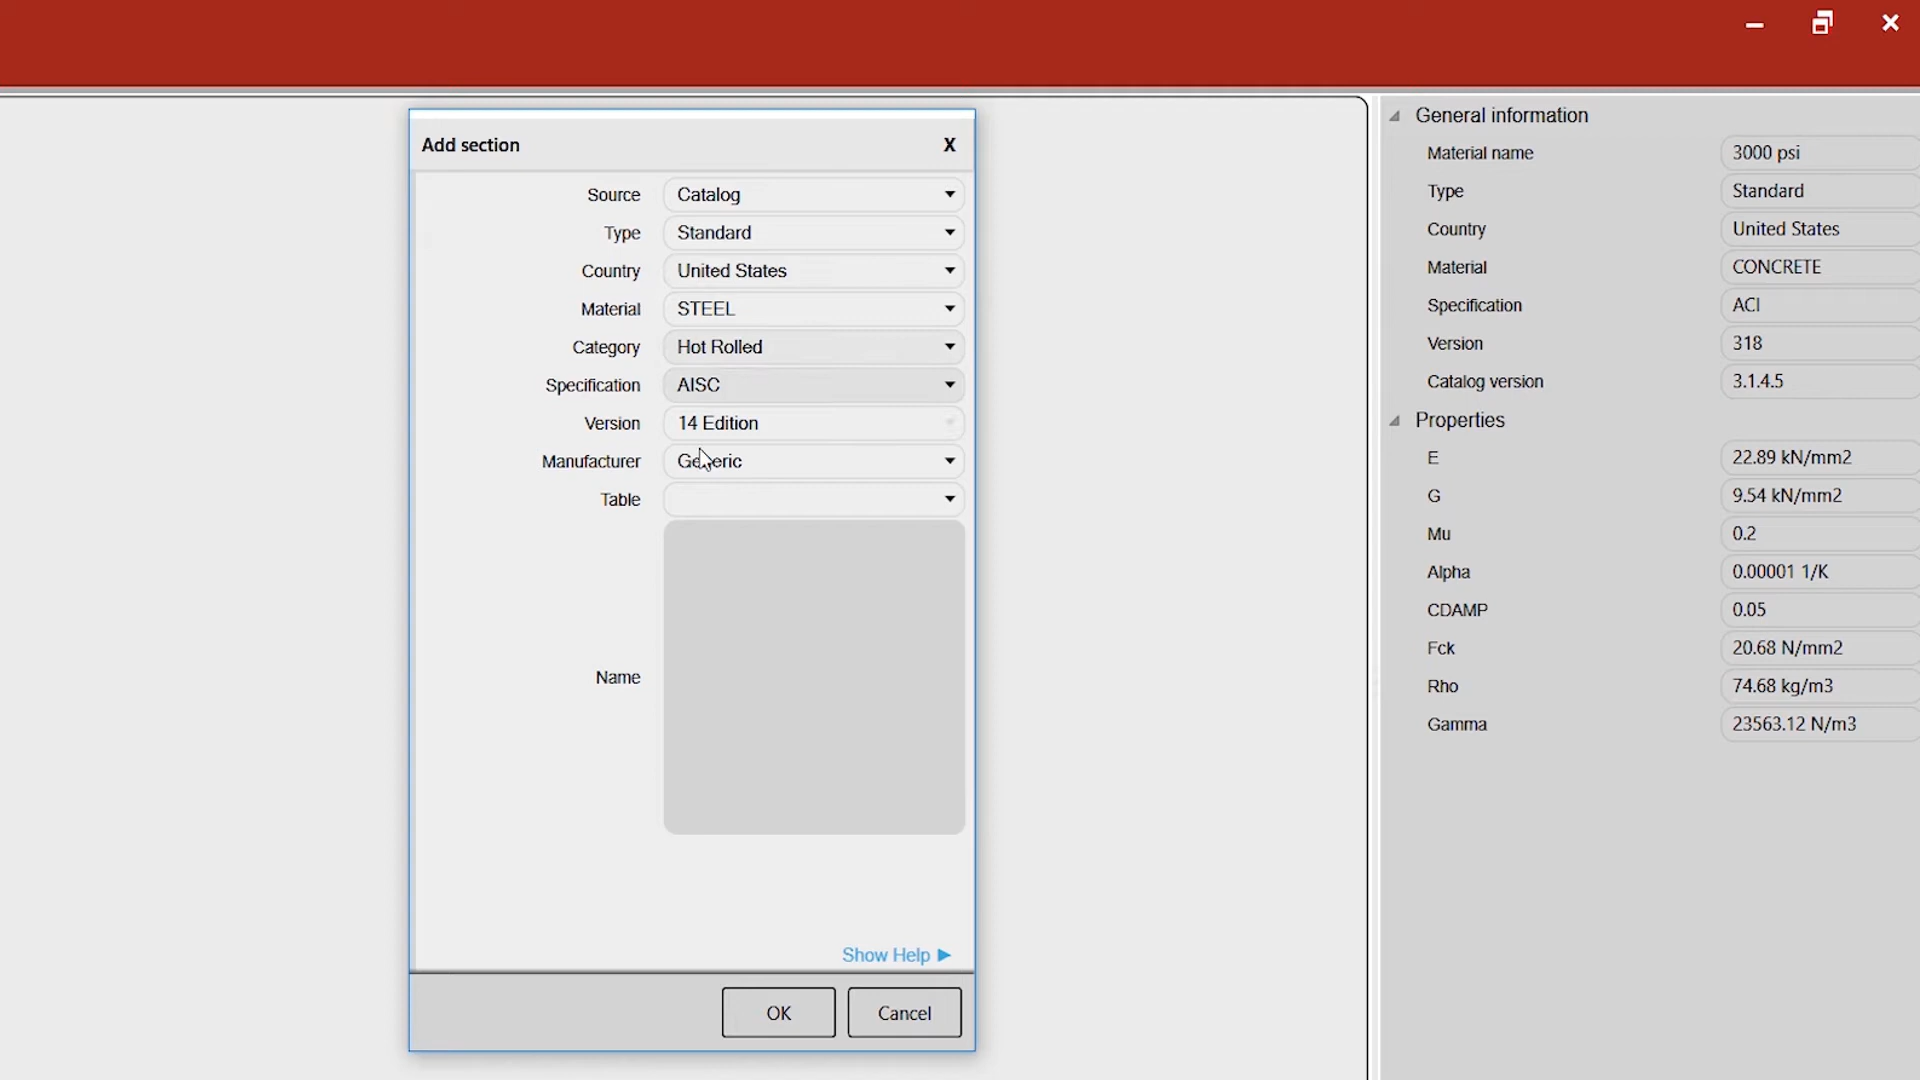 Add section
X
Source Catalog
Type Standard
Country United States
Material STEEL
Category Hot Rolled
Specification AISC
Version 14 Edition
Manufacturer Generic
Table
Name
Show Help
OK Cancel
General information
Material name 3000 psi
Type Standard
Country United States
Material CONCRETE
Specification ACI
Version 318
Catalog version 3.1.4.5
Properties
E 22.89 kN/mm2
G 9.54 kN/mm2
Mu 0.2
Alpha 0.00001 1/K
CDAMP 0.05
Fck 20.68 N/mm2
Rho 74.68 kg/m3
Gamma 23563.12 N/m3